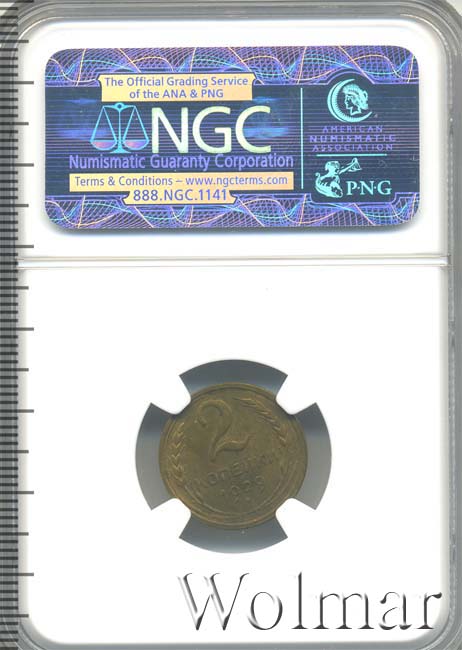 The Official Grading Service
of the ANA & PNG
NGC
Numismatic Guaranty Corporation
Terms & Conditions – www.ngcterms.com
888.NGC.1141
AMERICAN
NUMISMATIC
ASSOCIATION
P·N·G
2
КОПЕЙКИ
Wolmar